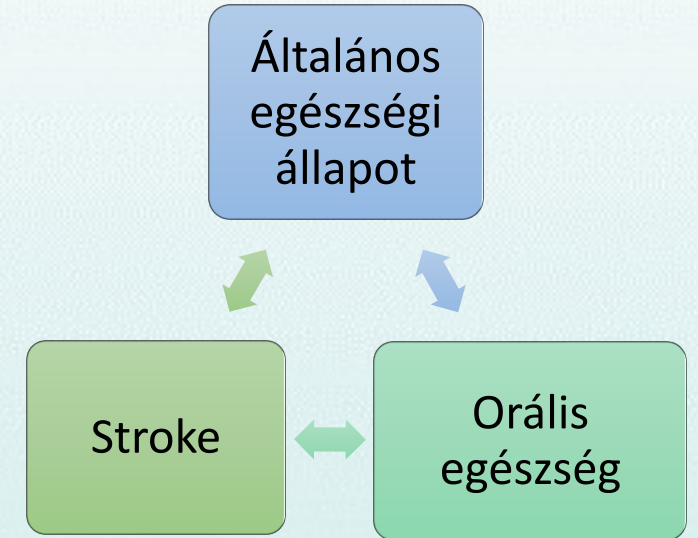 Általános
egészségi
állapot
Stroke
Orális
egészség